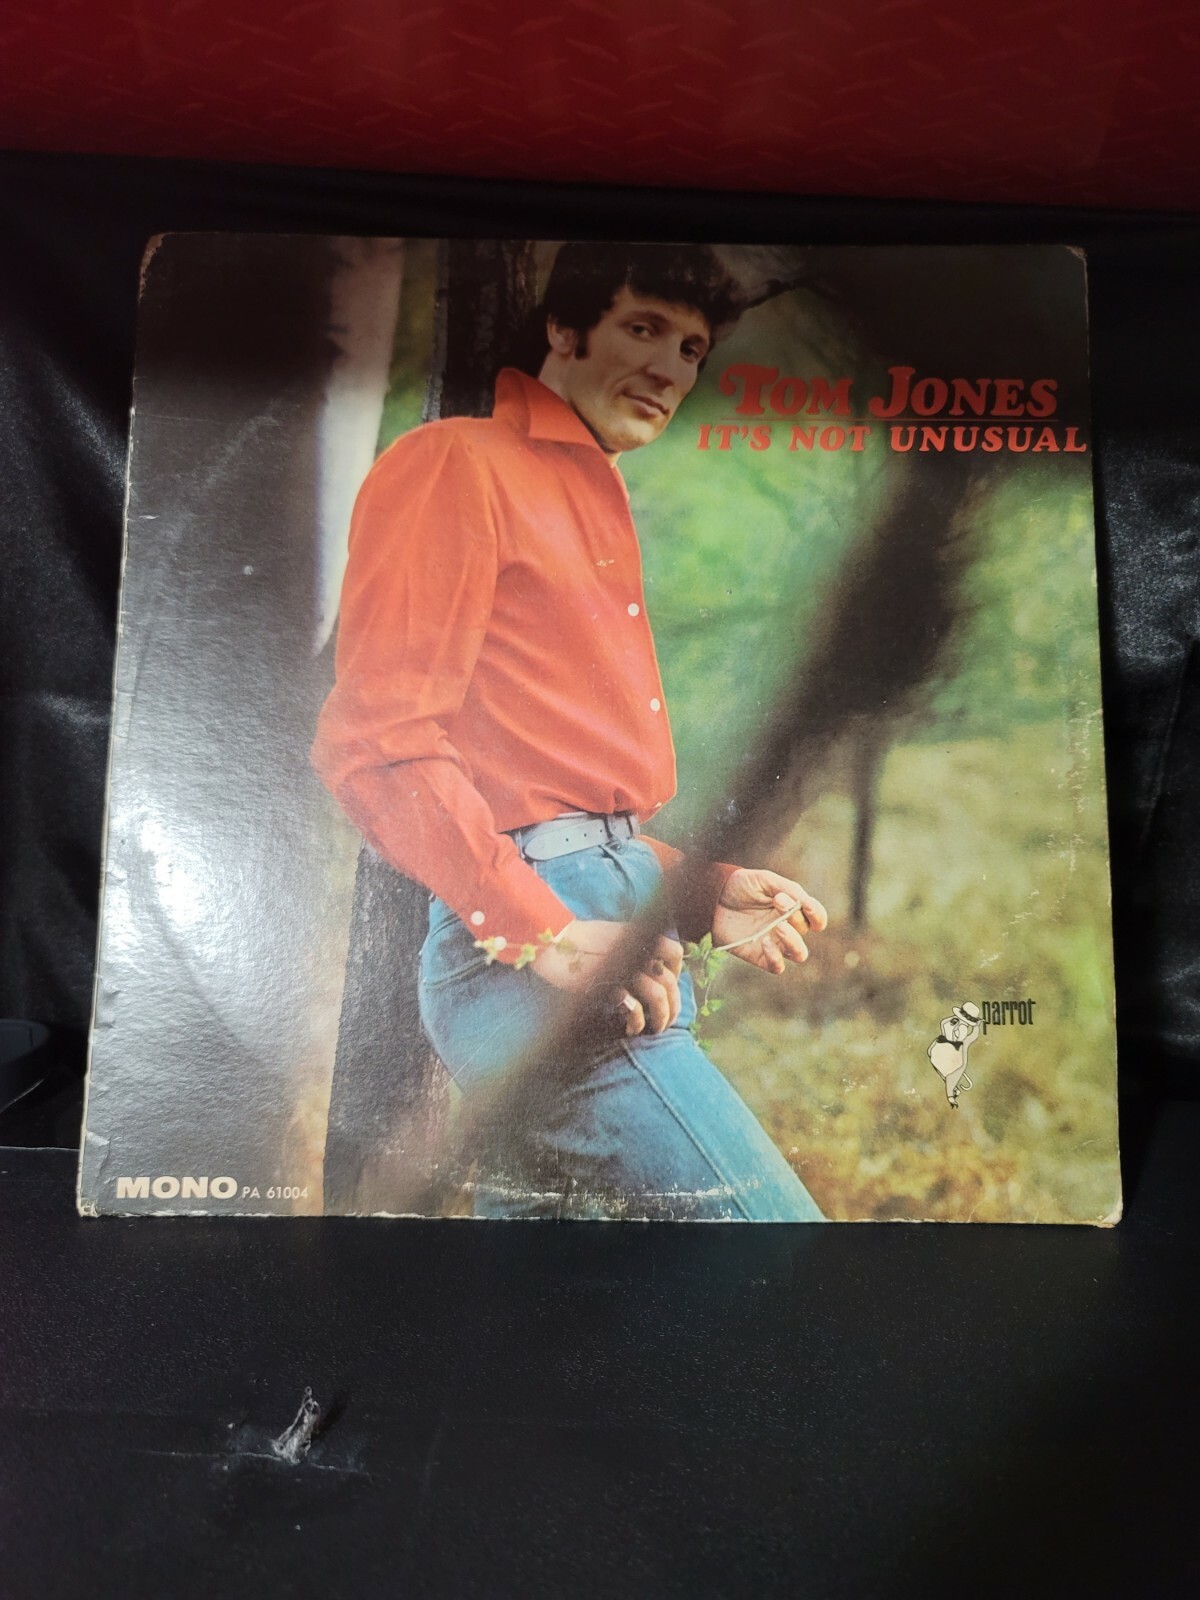 TOM JONES
IT'S NOT UNUSUAL
parrot
MONO PA 61004